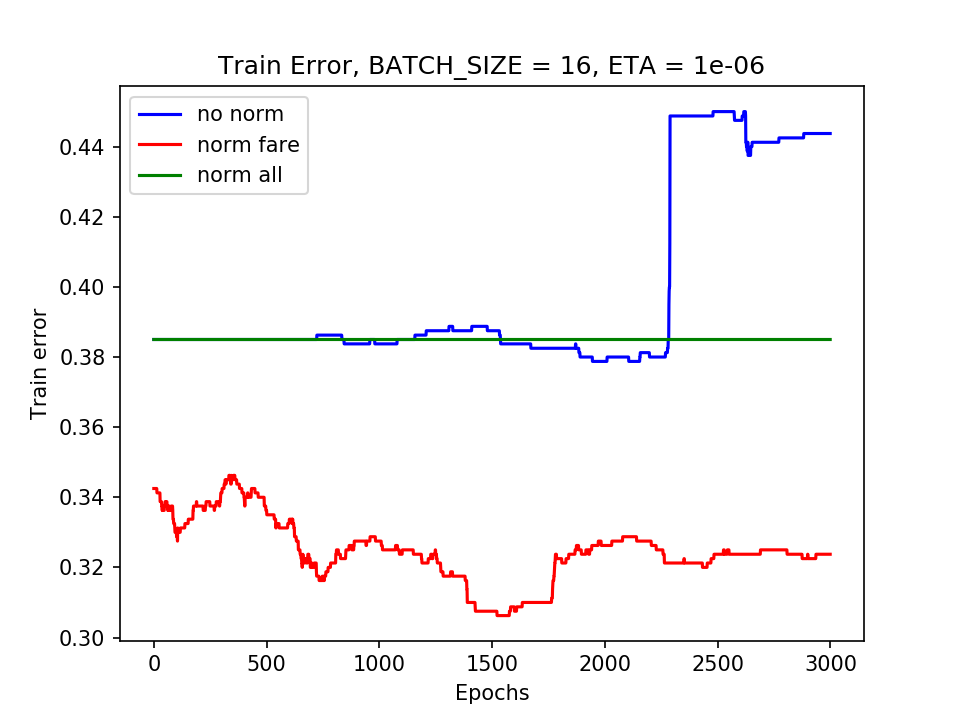 Train Error, BATCH_SIZE = 16, ETA = 1e-06
no norm
norm fare
norm all
Train error
0.44
0.42
0.40
0.38
0.36
0.34
0.32
0.30
0 500 1000 1500 2000 2500 3000
Epochs